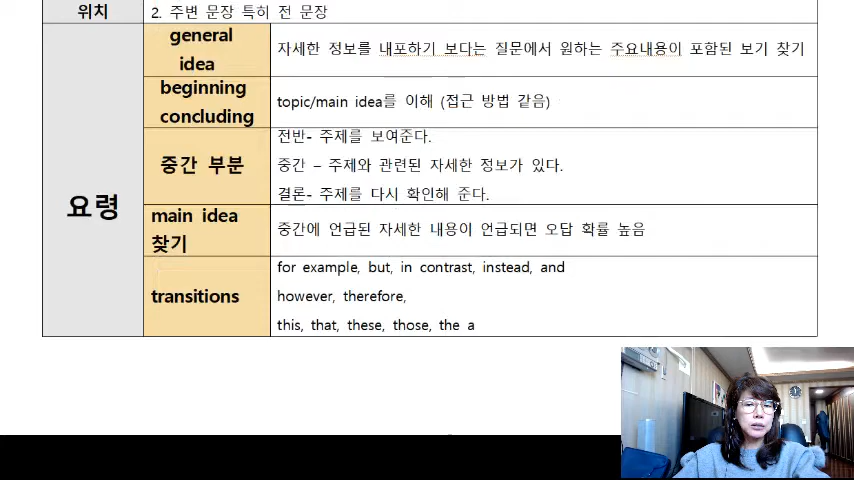 위치
2. 주변 문장 특히 전 문장
요령
general
idea
자세한 정보를 내포하기 보다는 질문에서 원하는 주요내용이 포함된 보기 찾기
beginning
concluding
topic/main idea를 이해 (접근 방법 같음)
중간 부분
전반- 주제를 보여준다.
중간 – 주제와 관련된 자세한 정보가 있다.
결론- 주제를 다시 확인해 준다.
main idea
찾기
중간에 언급된 자세한 내용이 언급되면 오답 확률 높음
transitions
for example, but, in contrast, instead, and
however, therefore,
this, that, these, those, the a